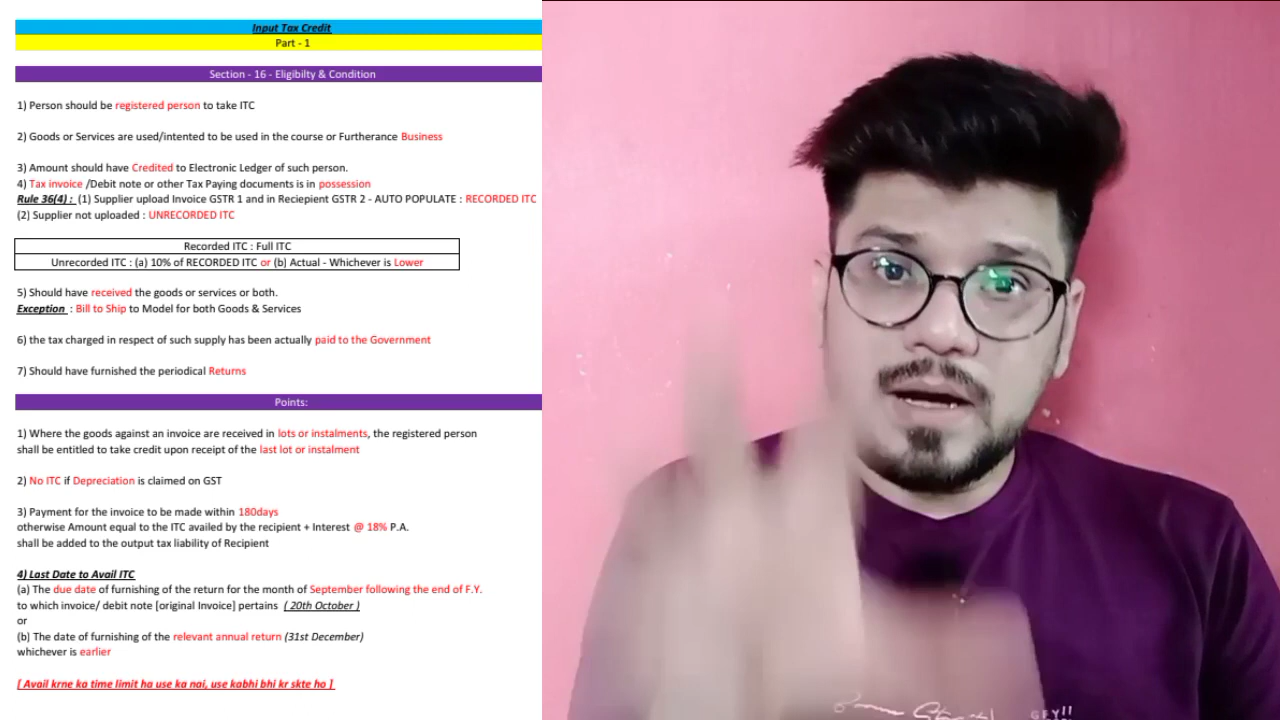 Input Tax Credit
Part - 1
Section - 16 - Eligibilty & Condition
1) Person should be registered person to take ITC
2) Goods or Services are used/intented to be used in the course or Furtherance Business
3) Amount should have Credited to Electronic Ledger of such person.
4) Tax invoice /Debit note or other Tax Paying documents is in possession
Rule 36(4) : (1) Supplier upload Invoice GSTR 1 and in Reciepient GSTR 2 - AUTO POPULATE : RECORDED ITC
(2) Supplier not uploaded : UNRECORDED ITC
Recorded ITC : Full ITC
Unrecorded ITC : (a) 10% of RECORDED ITC or (b) Actual - Whichever is Lower
5) Should have received the goods or services or both.
Exception : Bill to Ship to Model for both Goods & Services
6) the tax charged in respect of such supply has been actually paid to the Government
7) Should have furnished the periodical Returns
Points:
1) Where the goods against an invoice are received in lots or instalments, the registered person
shall be entitled to take credit upon receipt of the last lot or instalment
2) No ITC if Depreciation is claimed on GST
3) Payment for the invoice to be made within 180days
otherwise Amount equal to the ITC availed by the recipient + Interest @ 18% P.A.
shall be added to the output tax liability of Recipient
4) Last Date to Avail ITC
(a) The due date of furnishing of the return for the month of September following the end of F.Y.
to which invoice/ debit note [original Invoice] pertains ( 20th October )
or
(b) The date of furnishing of the relevant annual return (31st December)
whichever is earlier
[ Avail krne ka time limit ha use ka nai, use kabhi bhi kr skte ho ]